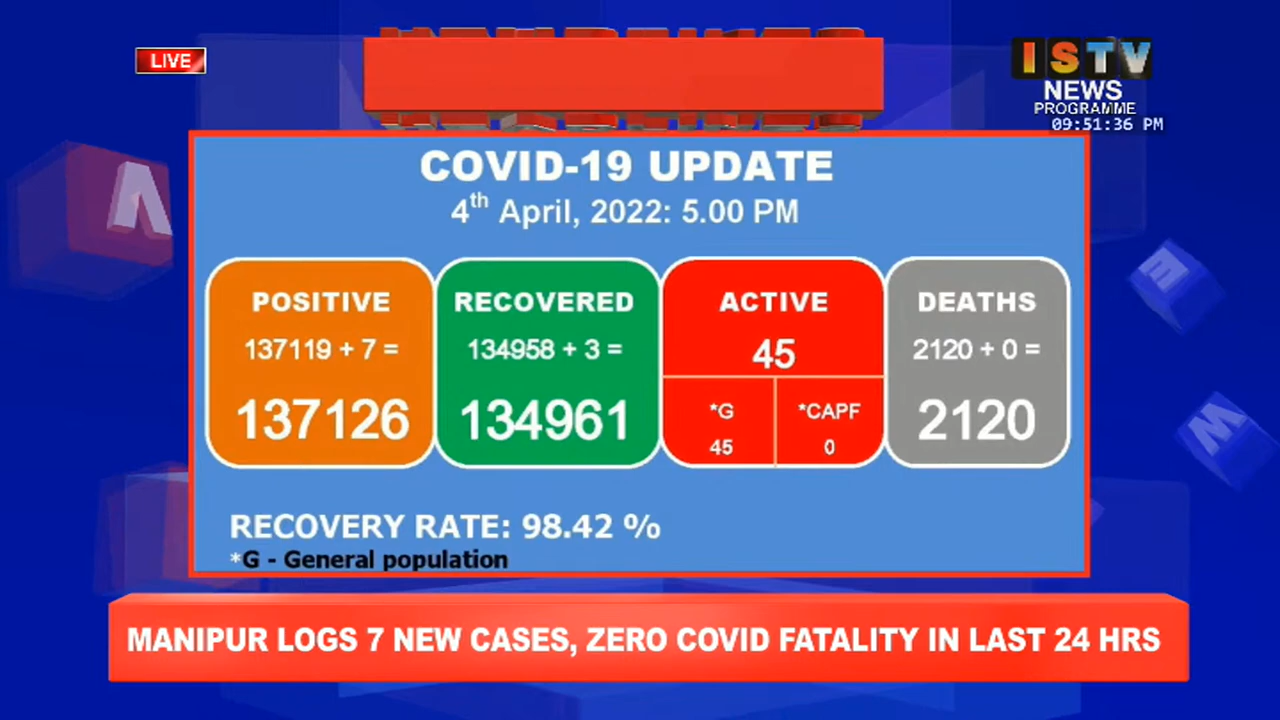 LIVE
ISTV
NEWS
PROGRAMME
09:51:36 PM
COVID-19 UPDATE
4th April, 2022: 5.00 PM
POSITIVE
137119 + 7 =
137126
RECOVERED
134958 + 3 =
134961
ACTIVE
45
*G
45
*CAPF
0
DEATHS
2120 + 0 =
2120
RECOVERY RATE: 98.42 %
*G - General population
MANIPUR LOGS 7 NEW CASES, ZERO COVID FATALITY IN LAST 24 HRS
V
E
M